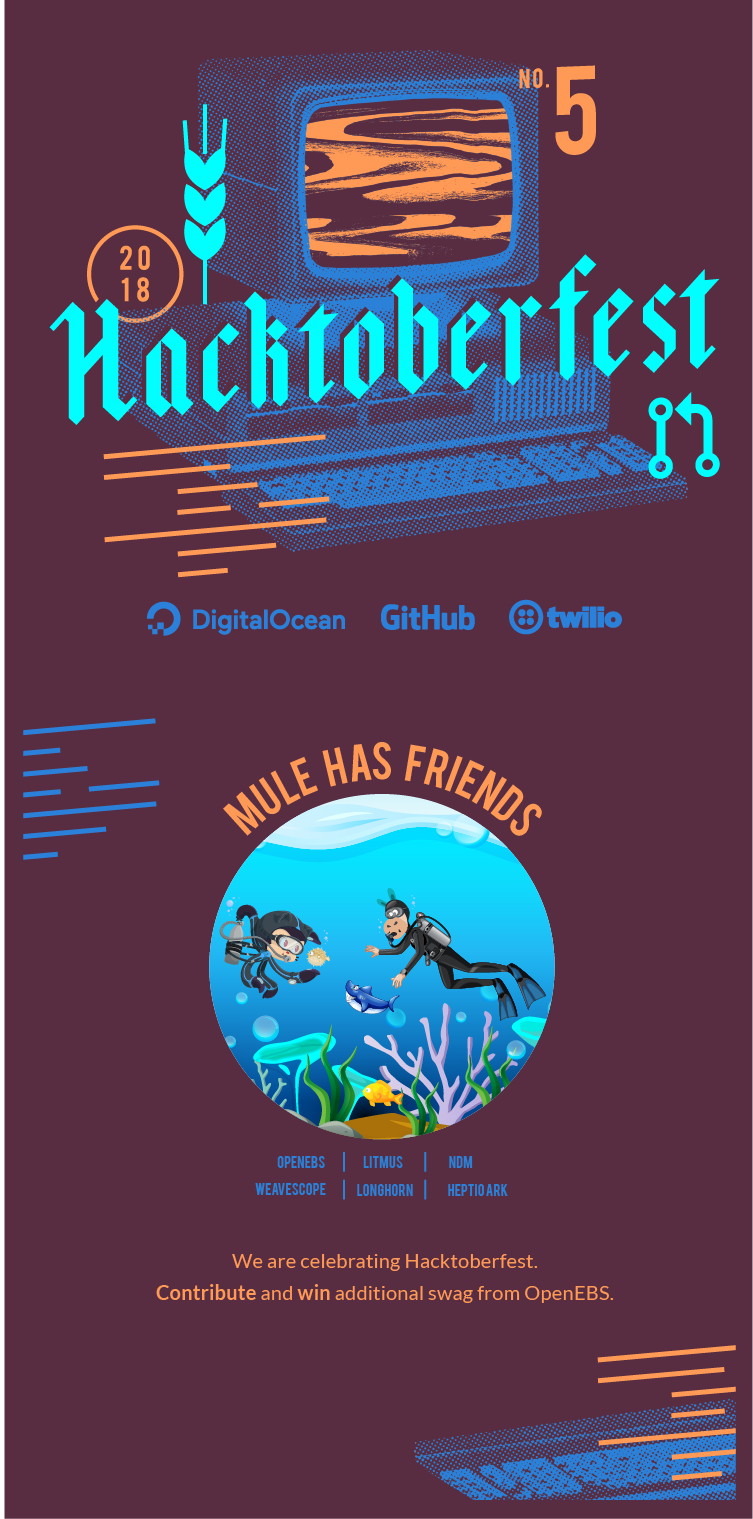 NO. 5
20
18
Hacktoberfest
DigitalOcean GitHub twilio
MULE HAS FRIENDS
OPENEBS LITMUS NDM
WEAVESCOPE LONGHORN HEPTIO ARK
We are celebrating Hacktoberfest.
Contribute and win additional swag from OpenEBS.